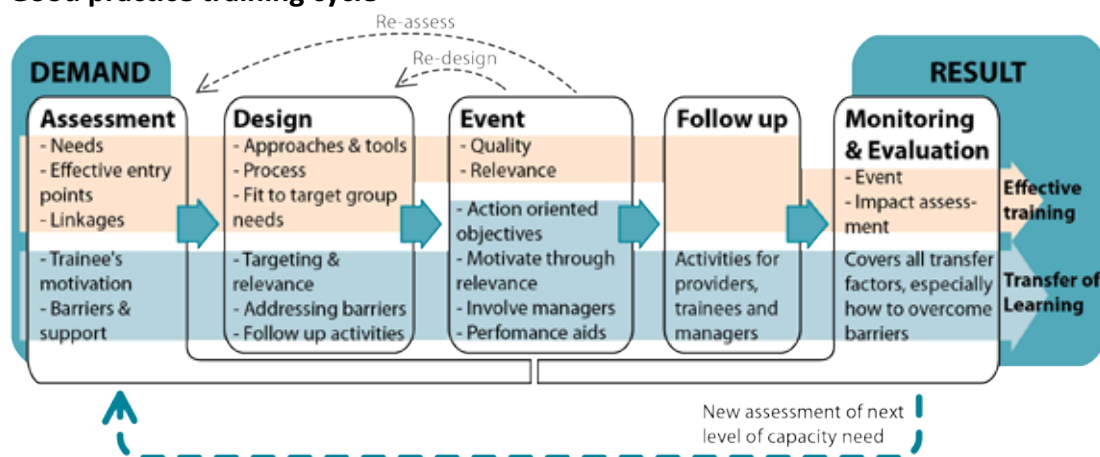 Good practice training cycle
Re-assess
Re-design
DEMAND
RESULT
Assessment
- Needs
- Effective entry
points
- Linkages
- Trainee's
motivation
- Barriers &
support
Design
- Approaches & tools
- Process
- Fit to target group
needs
- Targeting &
relevance
- Addressing barriers
- Follow up activities
Event
- Quality
- Relevance
- Action oriented
objectives
- Motivate through
relevance
- Involve managers
- Perfomance aids
Follow up
Activities for
providers,
trainees and
managers
Monitoring
& Evaluation
- Event
- Impact assess-
ment
Covers all transfer
factors, especially
how to overcome
barriers
Effective
training
Transfer of
Learning
New assessment of next
level of capacity need